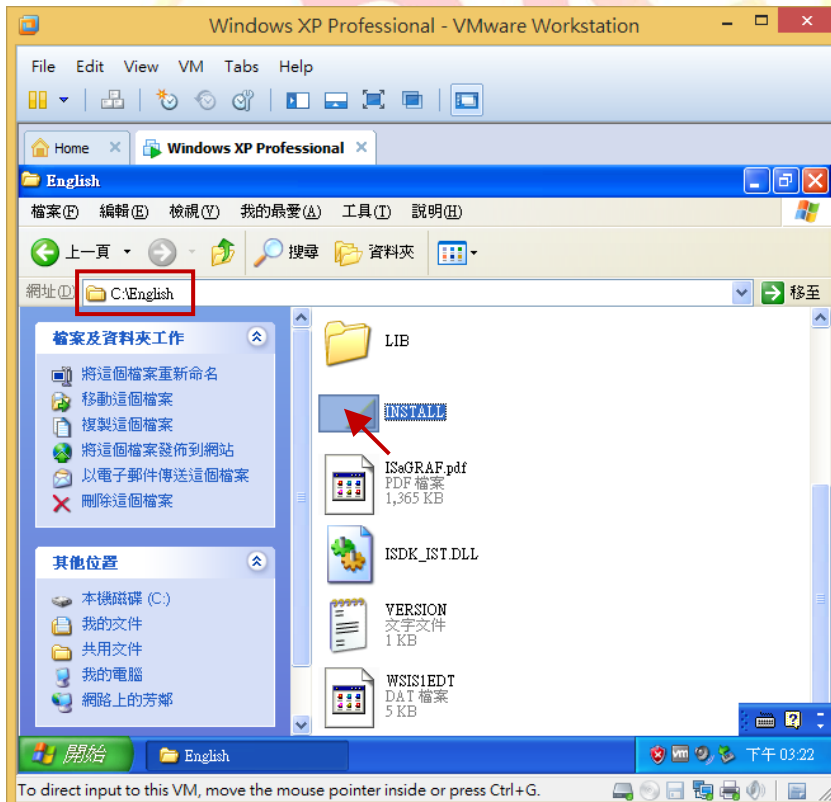 Windows XP Professional - VMware Workstation
File Edit View VM Tabs Help
Home
Windows XP Professional
English
檔案(F) 編輯(E) 檢視(V) 我的最愛(A) 工具(T) 說明(H)
上一頁 搜尋 資料夾
網址(D) C:\English 移至
檔案及資料夾工作
將這個檔案重新命名
移動這個檔案
複製這個檔案
將這個檔案發佈到網站
以電子郵件傳送這個檔案
刪除這個檔案
其他位置
本機磁碟 (C:)
我的文件
共用文件
我的電腦
網路上的芳鄰
LIB
INSTALL
ISaGRAF.pdf
PDF 檔案
1,365 KB
ISDK_IST.DLL
VERSION
文字文件
1 KB
WSIS1EDT
DAT 檔案
5 KB
開始 English 下午 03:22
To direct input to this VM, move the mouse pointer inside or press Ctrl+G.